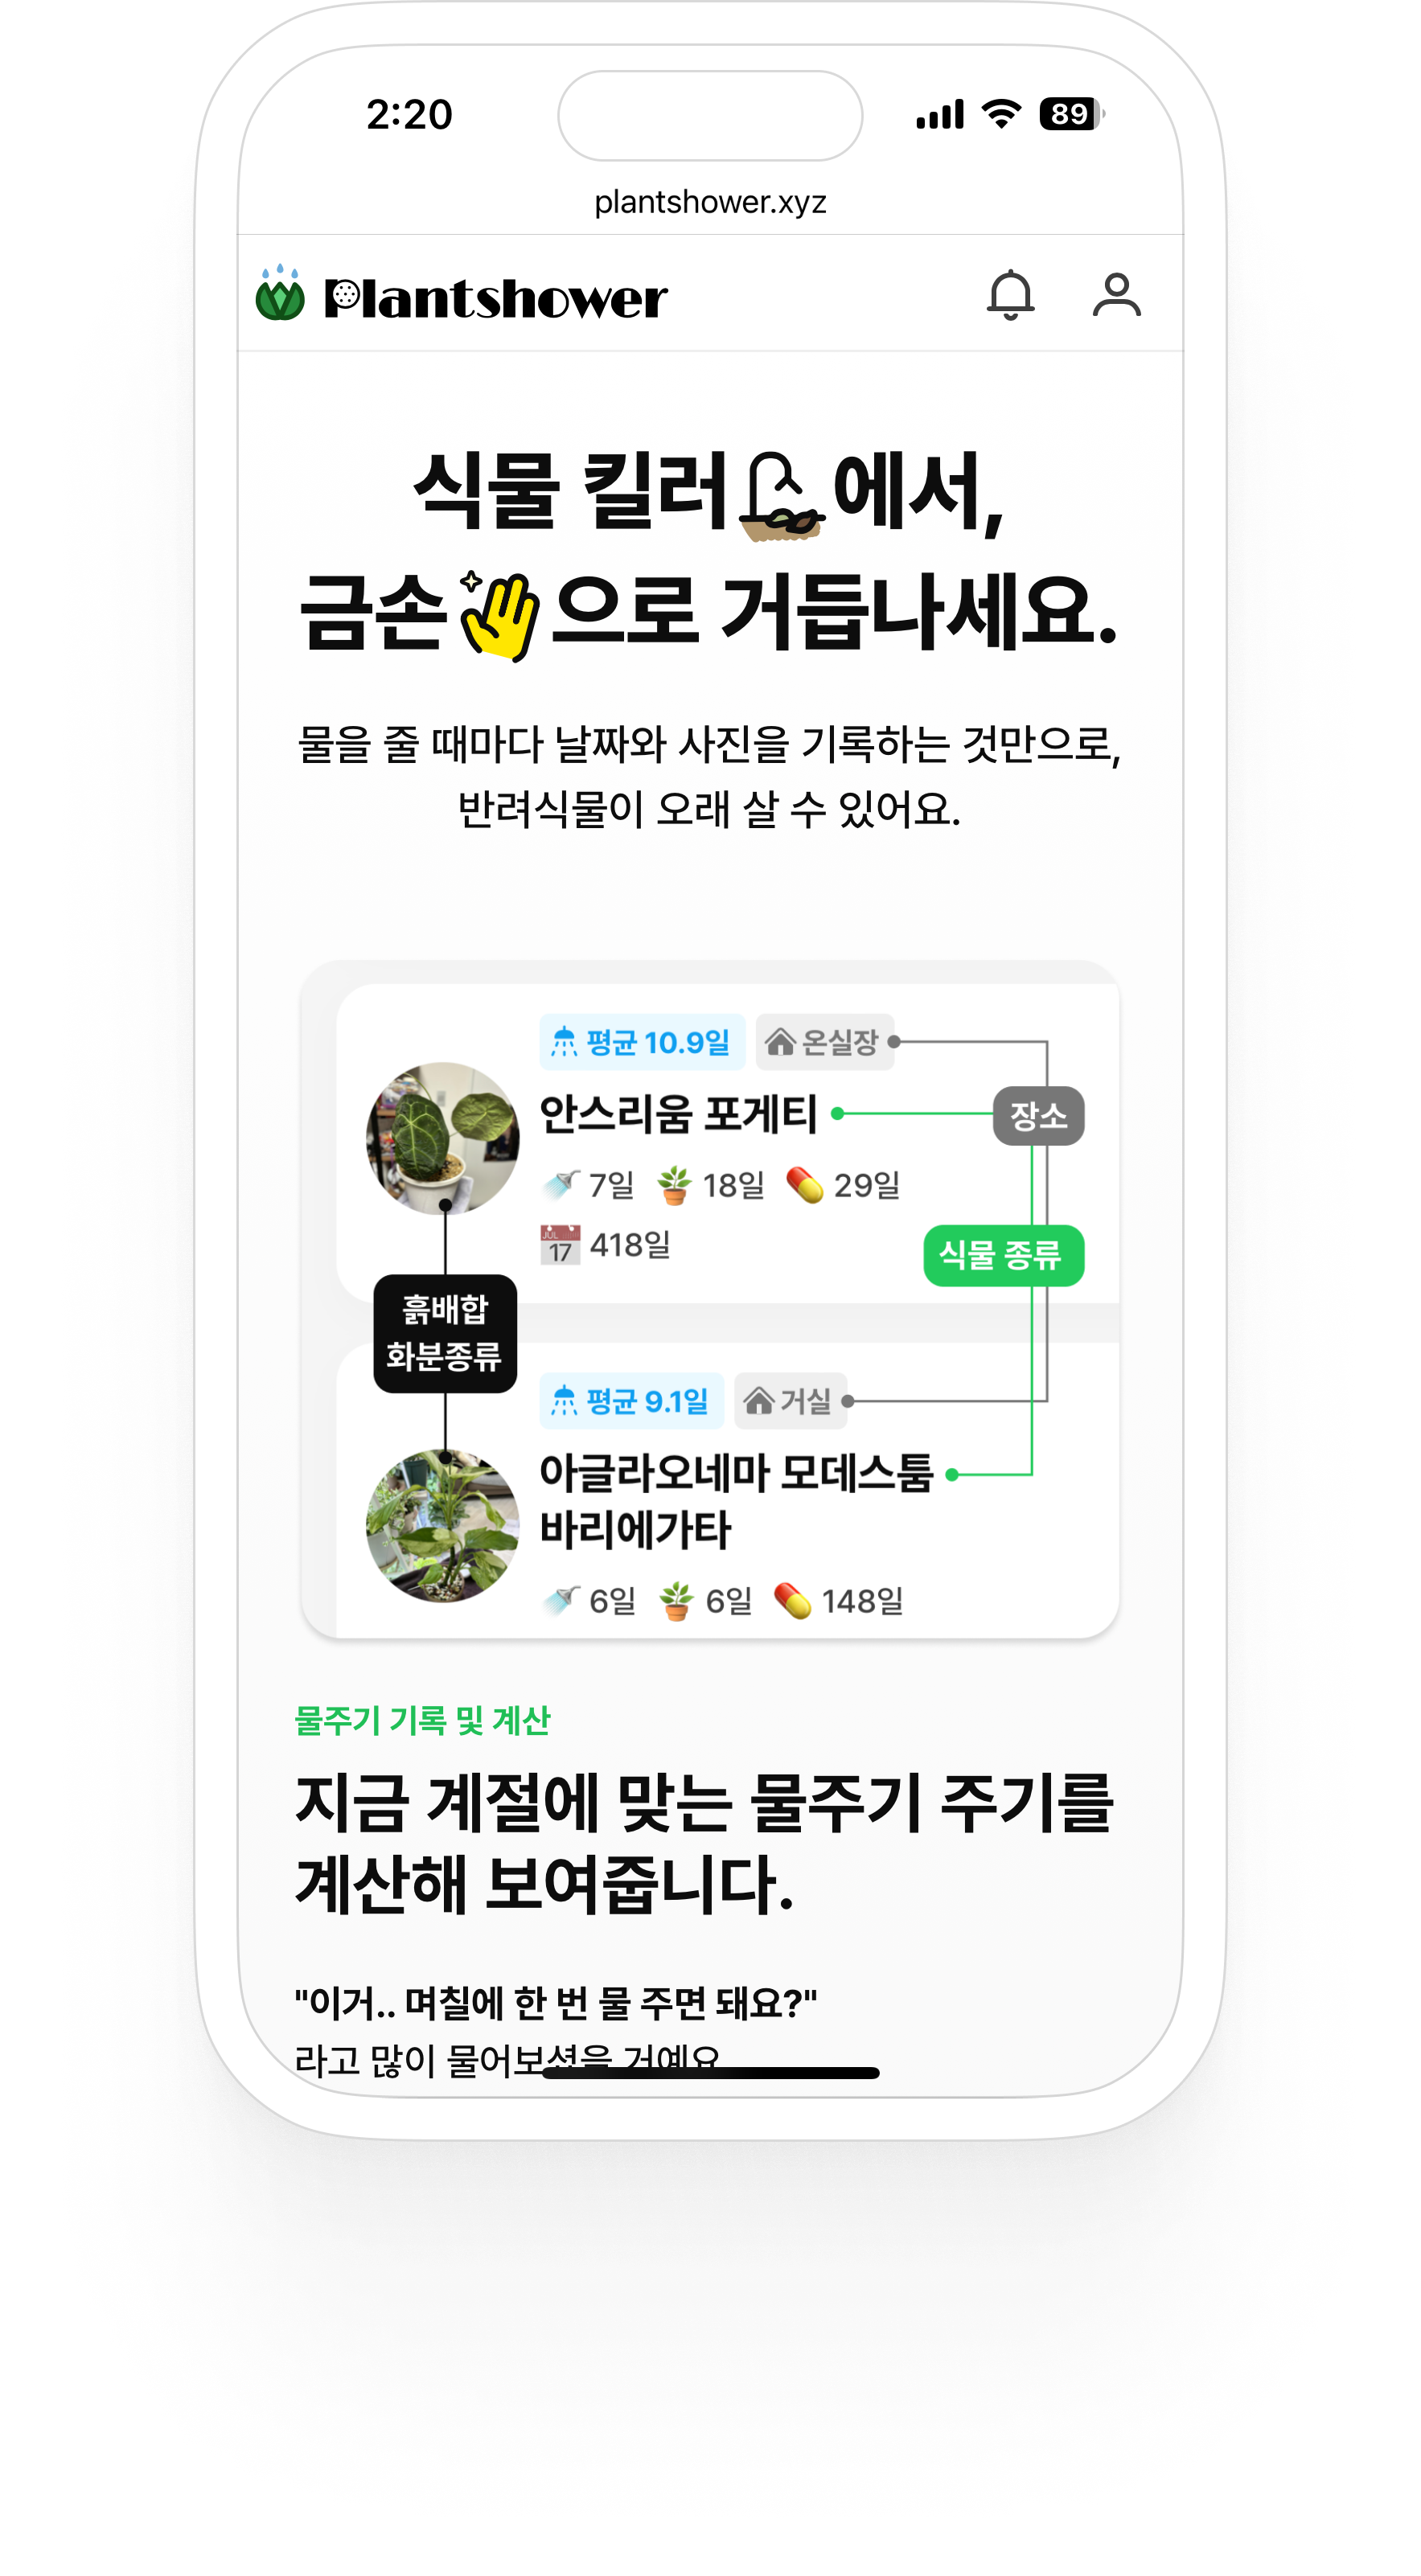 2:20
89
plantshower.xyz
Plantshower
식물 킬러에서,
금손으로 거듭나세요.
물을 줄 때마다 날짜와 사진을 기록하는 것만으로,
반려식물이 오래 살 수 있어요.
평균 10.9일 온실장
안스리움 포게티
장소
7일 18일 29일
JUL 17 418일
식물 종류
흙배합
화분종류
평균 9.1일 거실
아글라오네마 모데스툼
바리에가타
6일 6일 148일
물주기 기록 및 계산
지금 계절에 맞는 물주기 주기를
계산해 보여줍니다.
"이거.. 며칠에 한 번 물 주면 돼요?"
라고 많이 물어보셨을 거예요